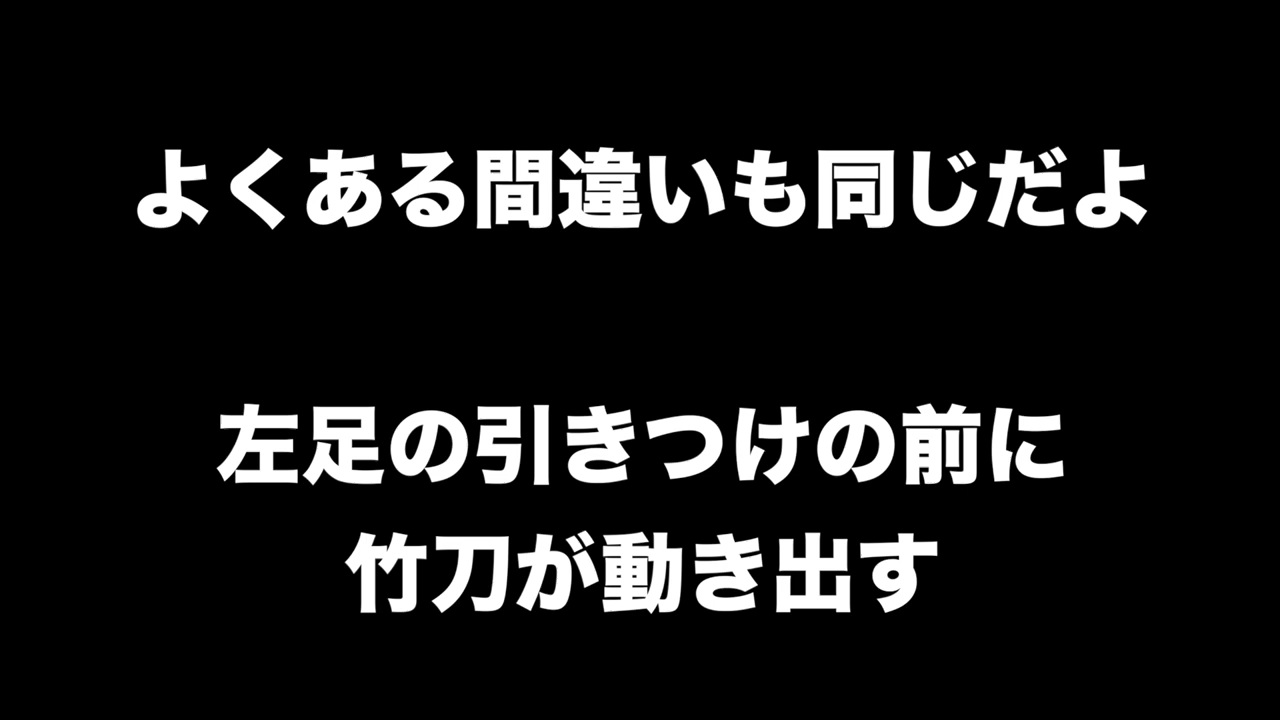 よくある間違いも同じだよ
左足の引きつけの前に
竹刀が動き出す